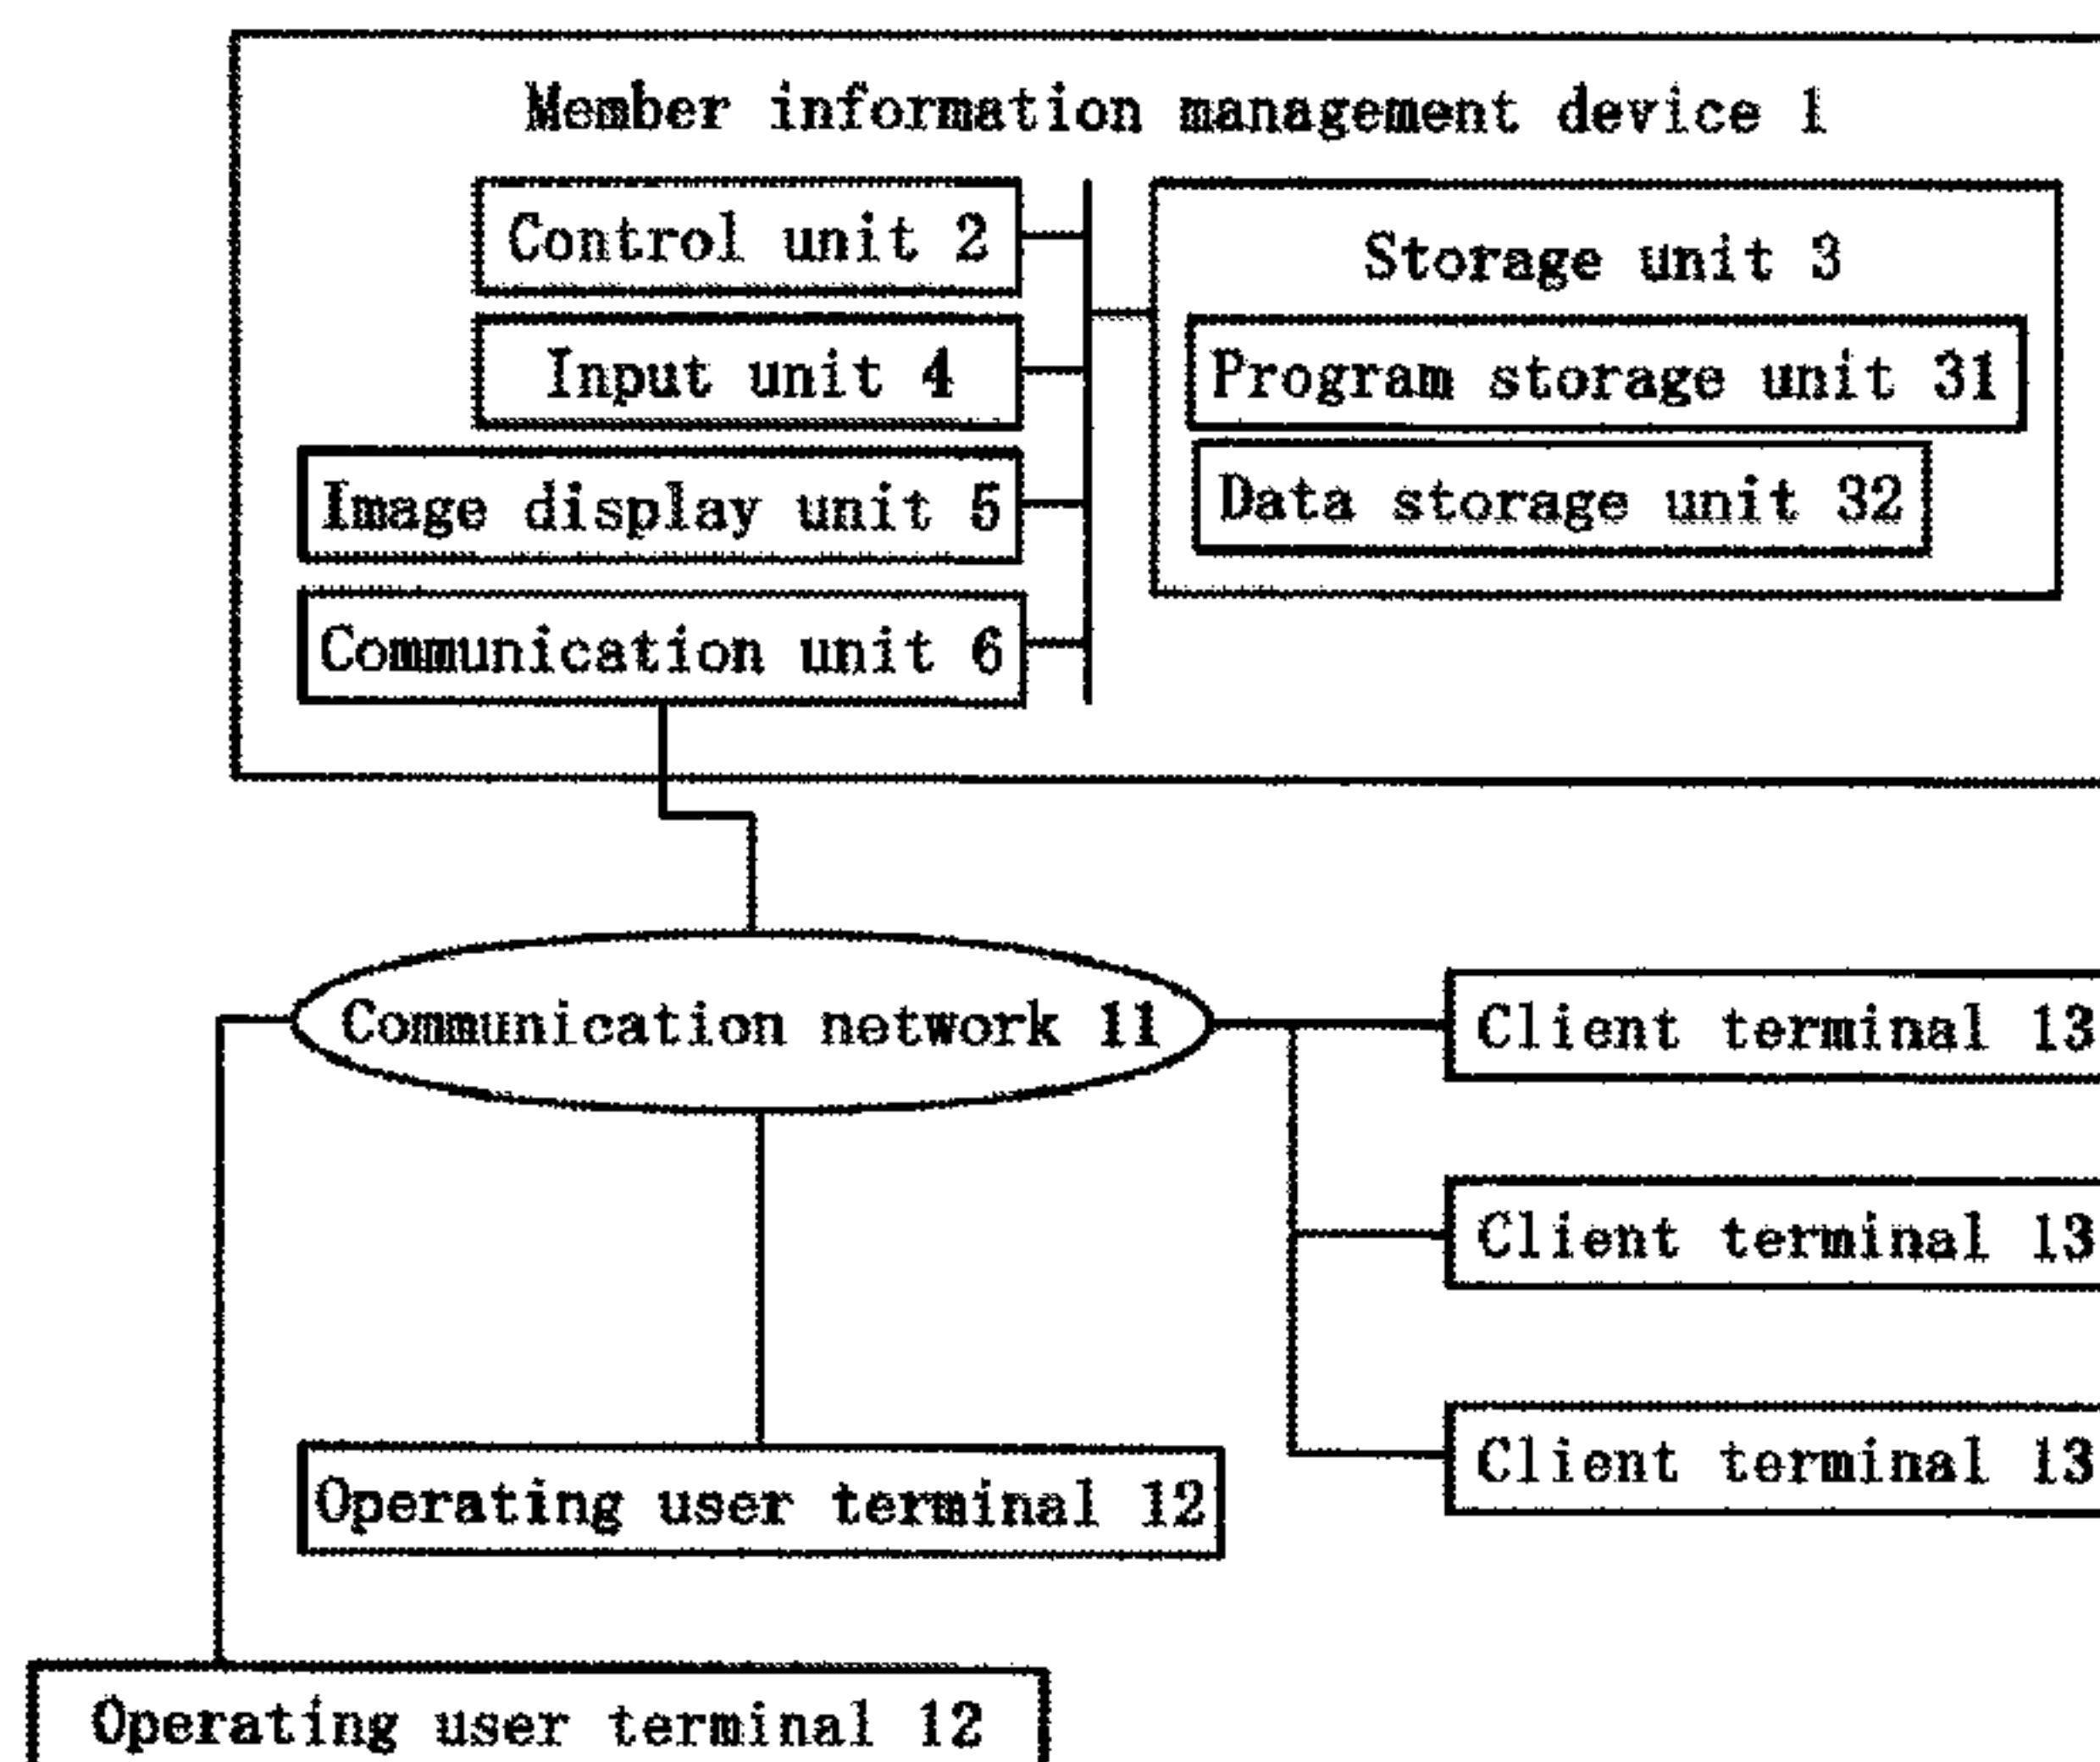 Member information management device 1
Control unit 2
Input unit 4
Image display unit 5
Communication unit 6
Storage unit 3
Program storage unit 31
Data storage unit 32
Communication network 11
Client terminal 13
Client terminal 13
Client terminal 13
Operating user terminal 12
Operating user terminal 12